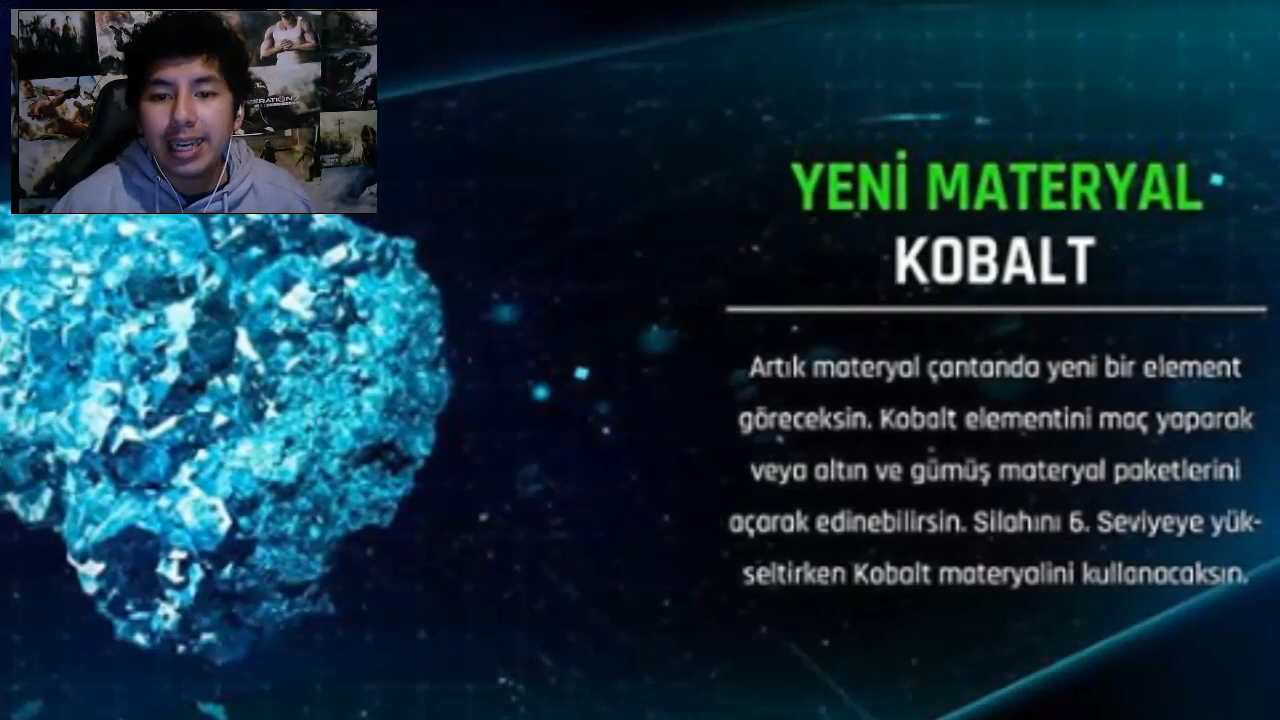 ERATION7
YENİ MATERYAL
KOBALT
Artık materyal çantanda yeni bir element
göreceksin. Kobalt elementini maç yaparak
veya altın ve gümüş materyal paketlerini
açarak edinebilirsin. Silahını 6. Seviyeye yük-
seltirken Kobalt materyalini kullanacaksın.